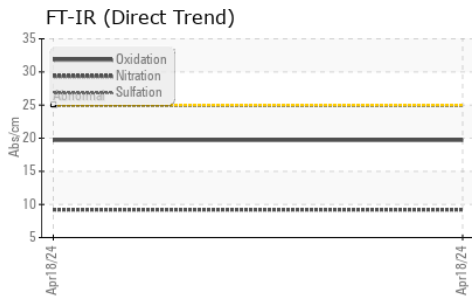 FT-IR (Direct Trend)
35
30
25
20
15
10
5
Abs/cm
Oxidation
Nitration
Sulfation
Abnormal
Apr18/24
Apr18/24